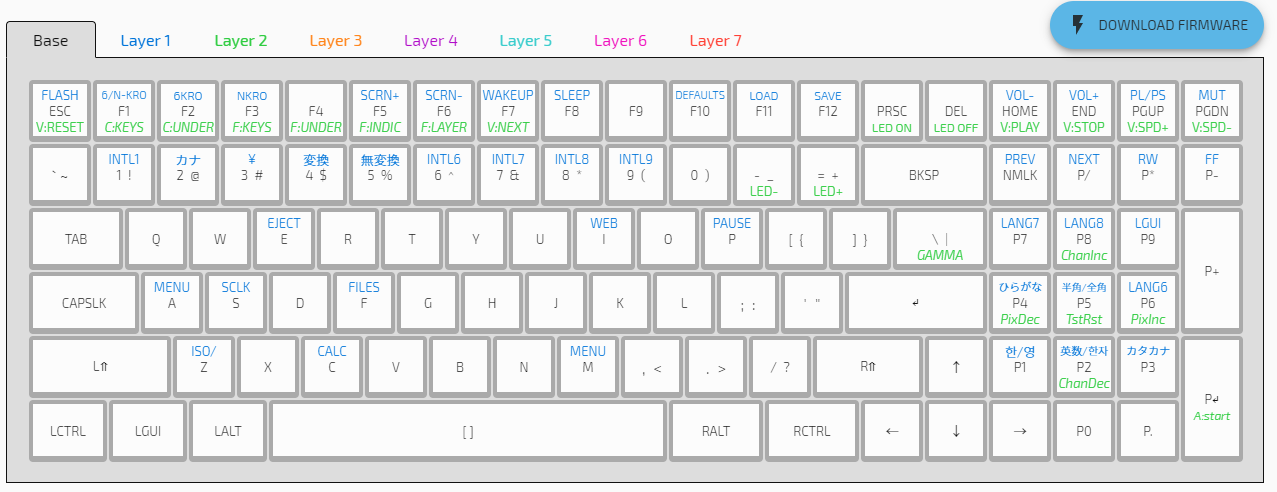 DOWNLOAD FIRMWARE
Base Layer 1 Layer 2 Layer 3 Layer 4 Layer 5 Layer 6 Layer 7
FLASH 6/N-KRO 6KRO NKRO SCRN+ SCRN- WAKEUP SLEEP DEFAULTS LOAD SAVE VOL- VOL+ PL/PS MUT
ESC F1 F2 F3 F4 F5 F6 F7 F8 F9 F10 F11 F12 PRSC DEL HOME END PGUP PGDN
V:RESET C:KEYS C:UNDER F:KEYS F:UNDER F:INDIC F:LAYER V:NEXT LED ON LED OFF V:PLAY V:STOP V:SPD+ V:SPD-
INTL1 カナ ¥ 変換 無変換 INTL6 INTL7 INTL8 INTL9 PREV NEXT RW FF
` ~ 1 ! 2 @ 3 # 4 $ 5 % 6 ^ 7 & 8 * 9 ( 0 ) - _ = + BKSP NMLK P/ P* P-
LED- LED+
EJECT WEB PAUSE LANG7 LANG8 LGUI
TAB Q W E R T Y U I O P [ { ] } \ | P7 P8 P9
GAMMA ChanInc
P+
MENU SCLK FILES ひらがな 半角/全角 LANG6
CAPSLK A S D F G H J K L ; : ' " ↲ P4 P5 P6
PixDec TstRst PixInc
ISO/ CALC MENU 한/영 英数/한자 カタカナ
L⇑ Z X C V B N M , < . > / ? R⇑ ↑ P1 P2 P3
ChanDec
P↲
A:start
LCTRL LGUI LALT [ ] RALT RCTRL ← ↓ → P0 P.